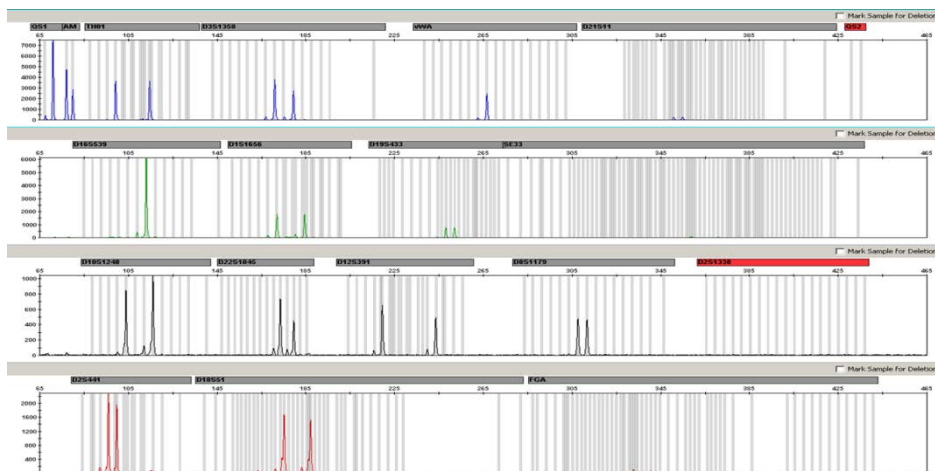 Mark Sample for Deletion
QS1 AM TH01 D3S1358 vWA D21S11 QS2
65 105 145 185 225 265 305 345 385 425 465
7000
6000
5000
4000
3000
2000
1000
0
Mark Sample for Deletion
D16S539 D1S1656 D19S433 SE33
65 105 145 185 225 265 305 345 385 425 465
6000
5000
4000
3000
2000
1000
0
Mark Sample for Deletion
D10S1248 D22S1045 D12S391 D8S1179 D2S1338
65 105 145 185 225 265 305 345 385 425 465
1000
800
600
400
200
0
Mark Sample for Deletion
D2S441 D18S51 FGA
65 105 145 185 225 265 305 345 385 425 465
2000
1600
1200
800
400